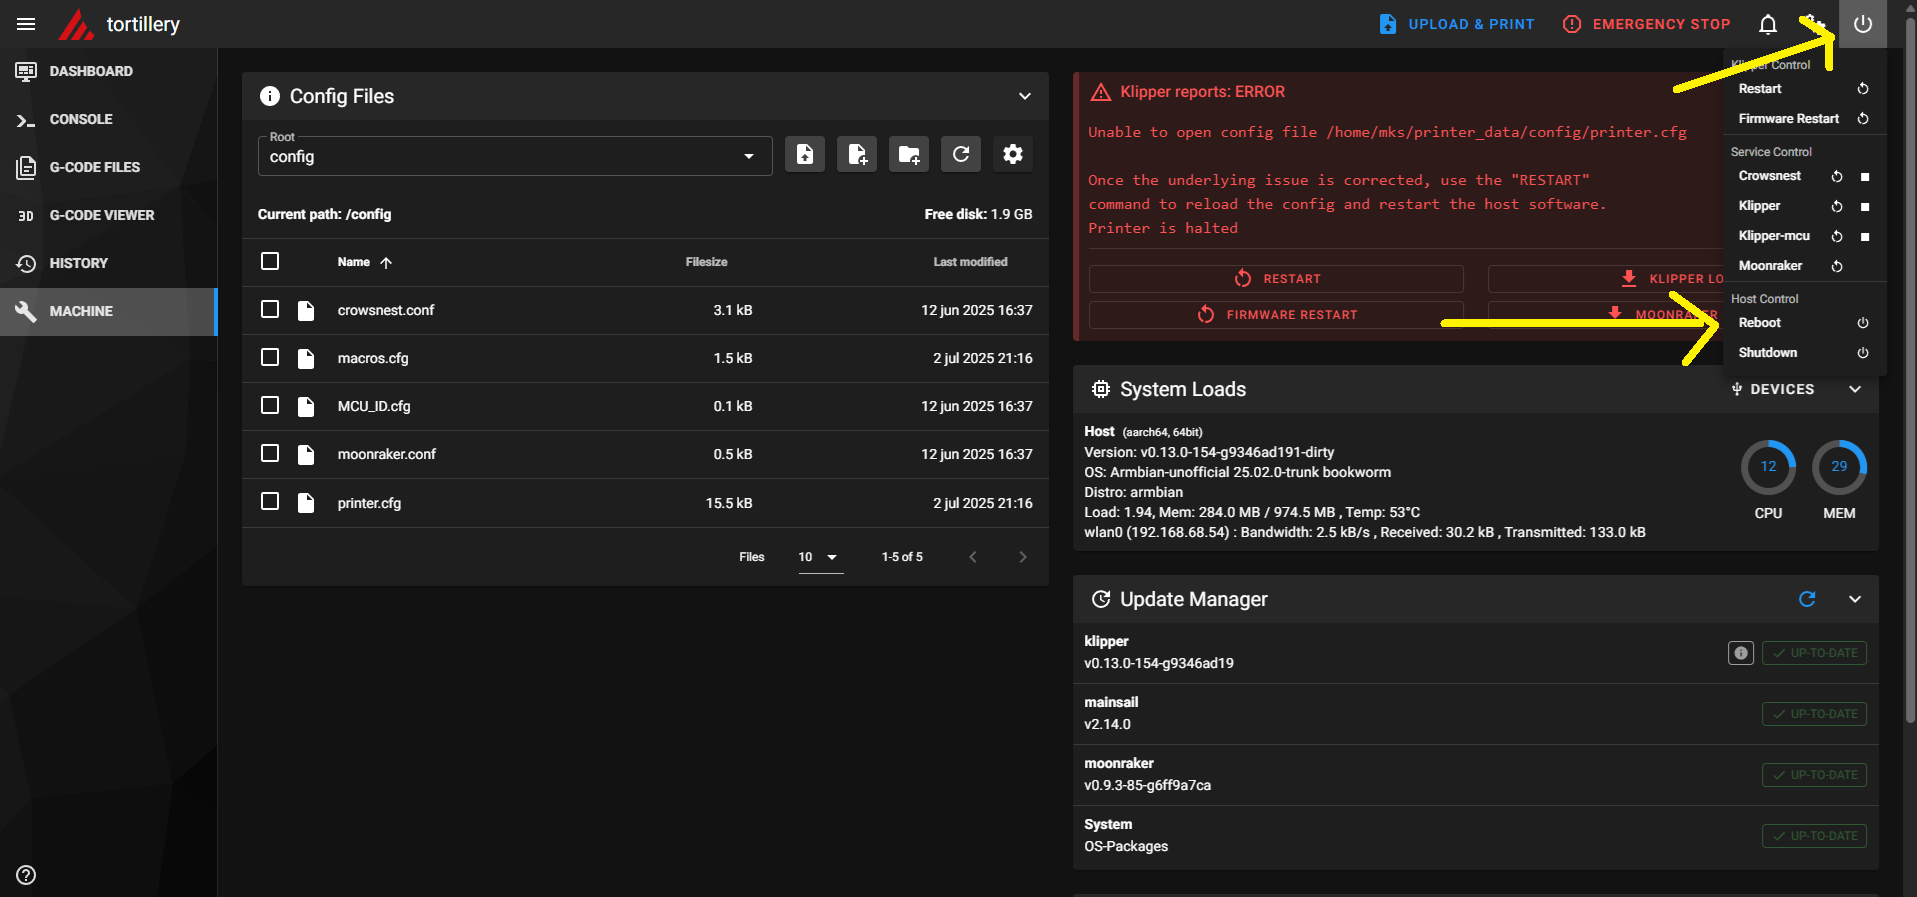 tortillery
UPLOAD & PRINT
EMERGENCY STOP
DASHBOARD
CONSOLE
G-CODE FILES
3D G-CODE VIEWER
HISTORY
MACHINE
Config Files
Root
config
Current path: /config
Free disk: 1.9 GB
Name Filesize Last modified
crowsnest.conf 3.1 kB 12 jun 2025 16:37
macros.cfg 1.5 kB 2 jul 2025 21:16
MCU_ID.cfg 0.1 kB 12 jun 2025 16:37
moonraker.conf 0.5 kB 12 jun 2025 16:37
printer.cfg 15.5 kB 2 jul 2025 21:16
Files 10 1-5 of 5
Klipper reports: ERROR
Unable to open config file /home/mks/printer_data/config/printer.cfg
Once the underlying issue is corrected, use the "RESTART"
command to reload the config and restart the host software.
Printer is halted
RESTART
KLIPPER LO
FIRMWARE RESTART
MOONRAKER
Klipper Control
Restart
Firmware Restart
Service Control
Crowsnest
Klipper
Klipper-mcu
Moonraker
Host Control
Reboot
Shutdown
System Loads
DEVICES
Host (aarch64, 64bit)
Version: v0.13.0-154-g9346ad191-dirty
OS: Armbian-unofficial 25.02.0-trunk bookworm
Distro: armbian
Load: 1.94, Mem: 284.0 MB / 974.5 MB , Temp: 53°C
wlan0 (192.168.68.54) : Bandwidth: 2.5 kB/s , Received: 30.2 kB , Transmitted: 133.0 kB
12 29
CPU MEM
Update Manager
klipper
v0.13.0-154-g9346ad19
UP-TO-DATE
mainsail
v2.14.0
UP-TO-DATE
moonraker
v0.9.3-85-g6ff9a7ca
UP-TO-DATE
System
OS-Packages
UP-TO-DATE